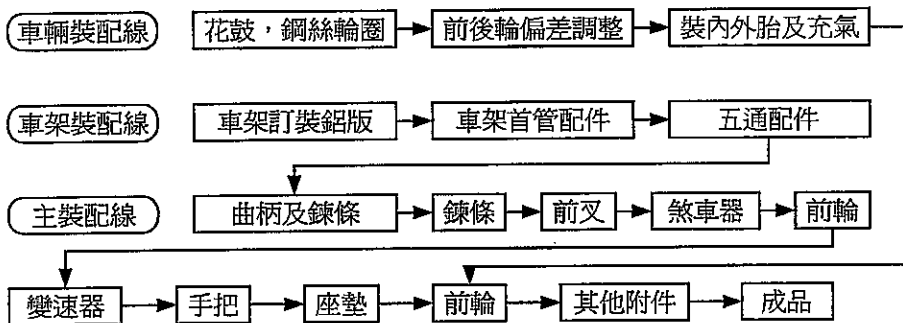 車輛裝配線 花鼓，鋼絲輪圈 前後輪偏差調整 裝內外胎及充氣
車架裝配線 車架訂裝鋁版 車架首管配件 五通配件
主裝配線 曲柄及鍊條 鍊條 前叉 煞車器 前輪
變速器 手把 座墊 前輪 其他附件 成品